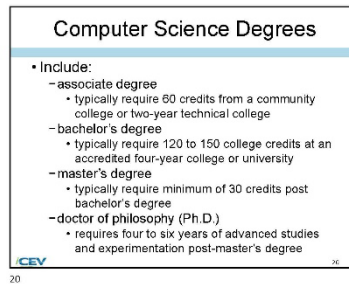 Computer Science Degrees
• Include:
–associate degree
• typically require 60 credits from a community
college or two-year technical college
–bachelor's degree
• typically require 120 to 150 college credits at an
accredited four-year college or university
–master's degree
• typically require minimum of 30 credits post
bachelor's degree
–doctor of philosophy (Ph.D.)
• requires four to six years of advanced studies
and experimentation post-master's degree
iCEV
20
20